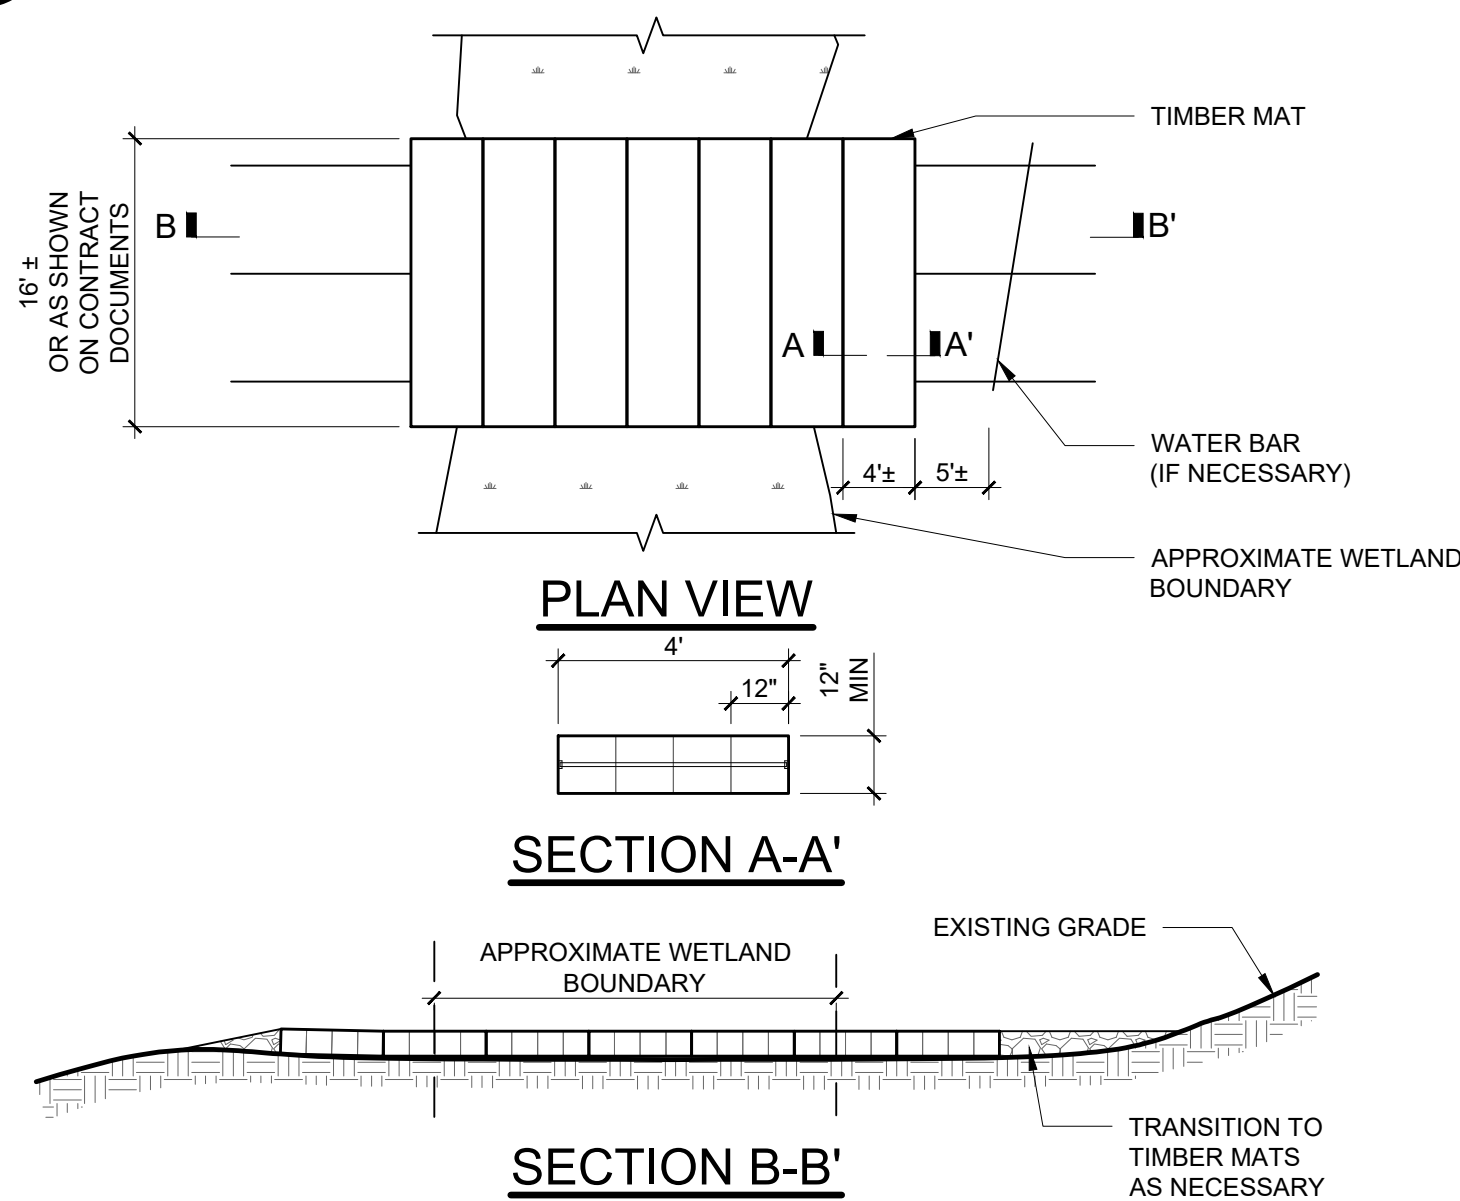 TIMBER MAT
16' ±
OR AS SHOWN
ON CONTRACT
DOCUMENTS
B
B'
A
A'
WATER BAR
(IF NECESSARY)
4'±
5'±
APPROXIMATE WETLAND
BOUNDARY
PLAN VIEW
4'
12"
12"
MIN
SECTION A-A'
EXISTING GRADE
APPROXIMATE WETLAND
BOUNDARY
TRANSITION TO
TIMBER MATS
AS NECESSARY
SECTION B-B'